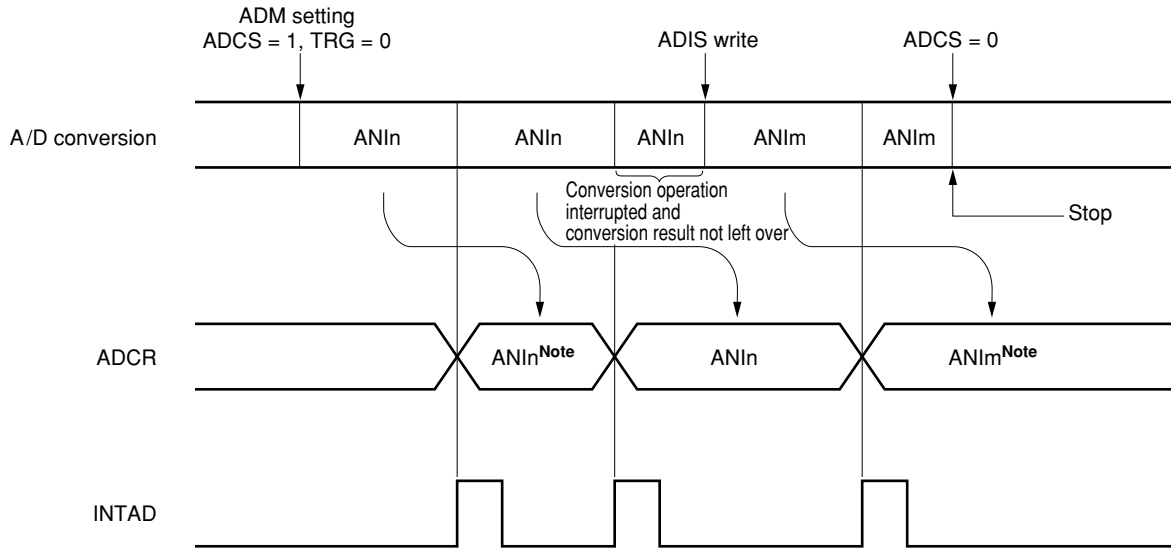 ADM setting
ADCS = 1, TRG = 0
ADIS write
ADCS = 0
A/D conversion
ANIn
ANIn
ANIn
ANIm
ANIm
Conversion operation
interrupted and
conversion result not left over
Stop
ADCR
ANInNote
ANIn
ANImNote
INTAD